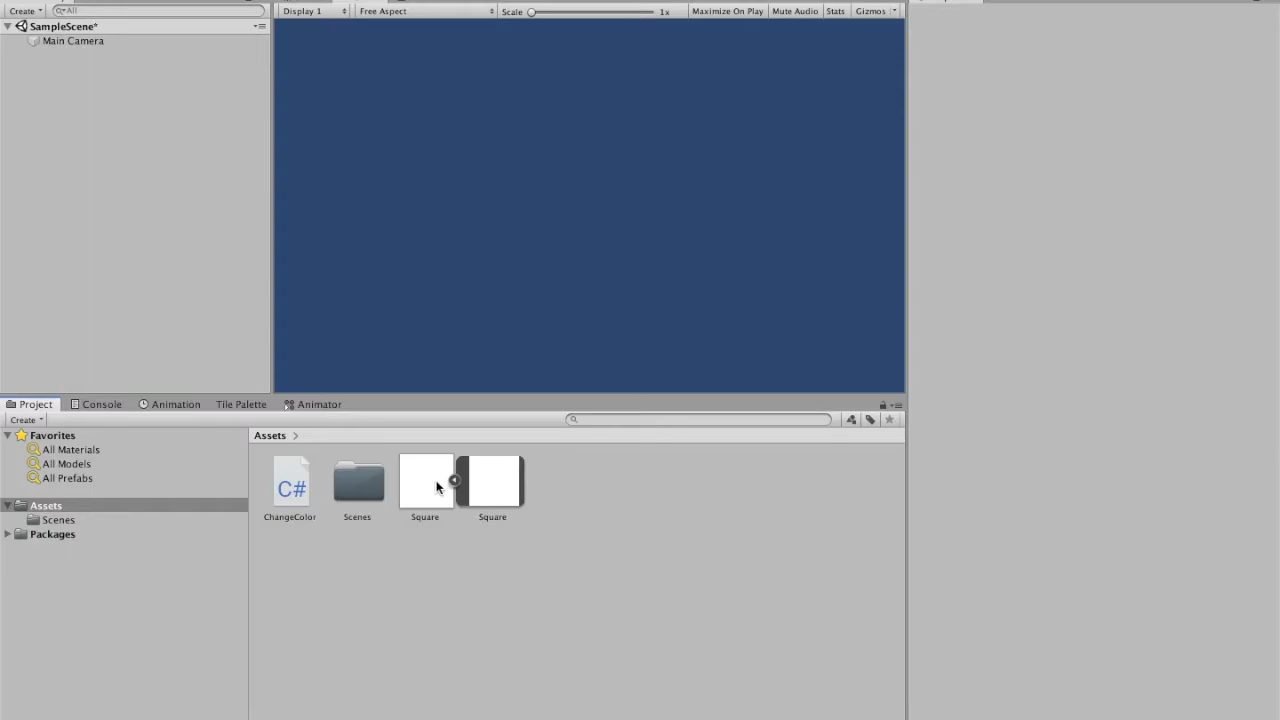 Create All Display 1 Free Aspect Scale 1x Maximize On Play Mute Audio Stats Gizmos
SampleScene*
Main Camera
Project Console Animation Tile Palette Animator
Create
Favorites
All Materials
All Models
All Prefabs
Assets
Scenes
Packages
Assets
C#
ChangeColor Scenes Square Square